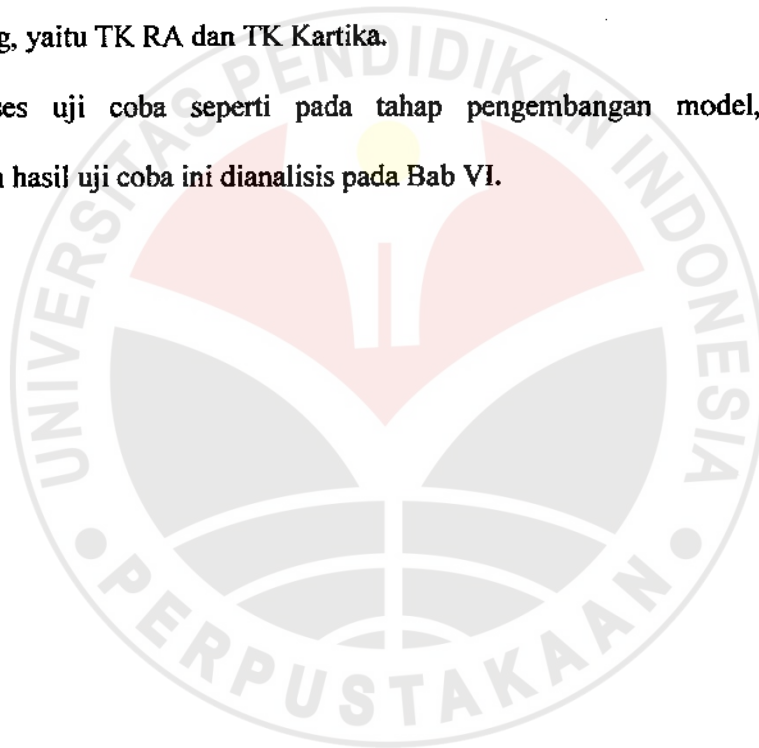 g, yaitu TK RA dan TK Kartika.
ses uji coba seperti pada tahap pengembangan model,
hasil uji coba ini dianalisis pada Bab VI.
UNIVERSITAS PENDIDIKAN INDONESIA
PERPUSTAKAAN